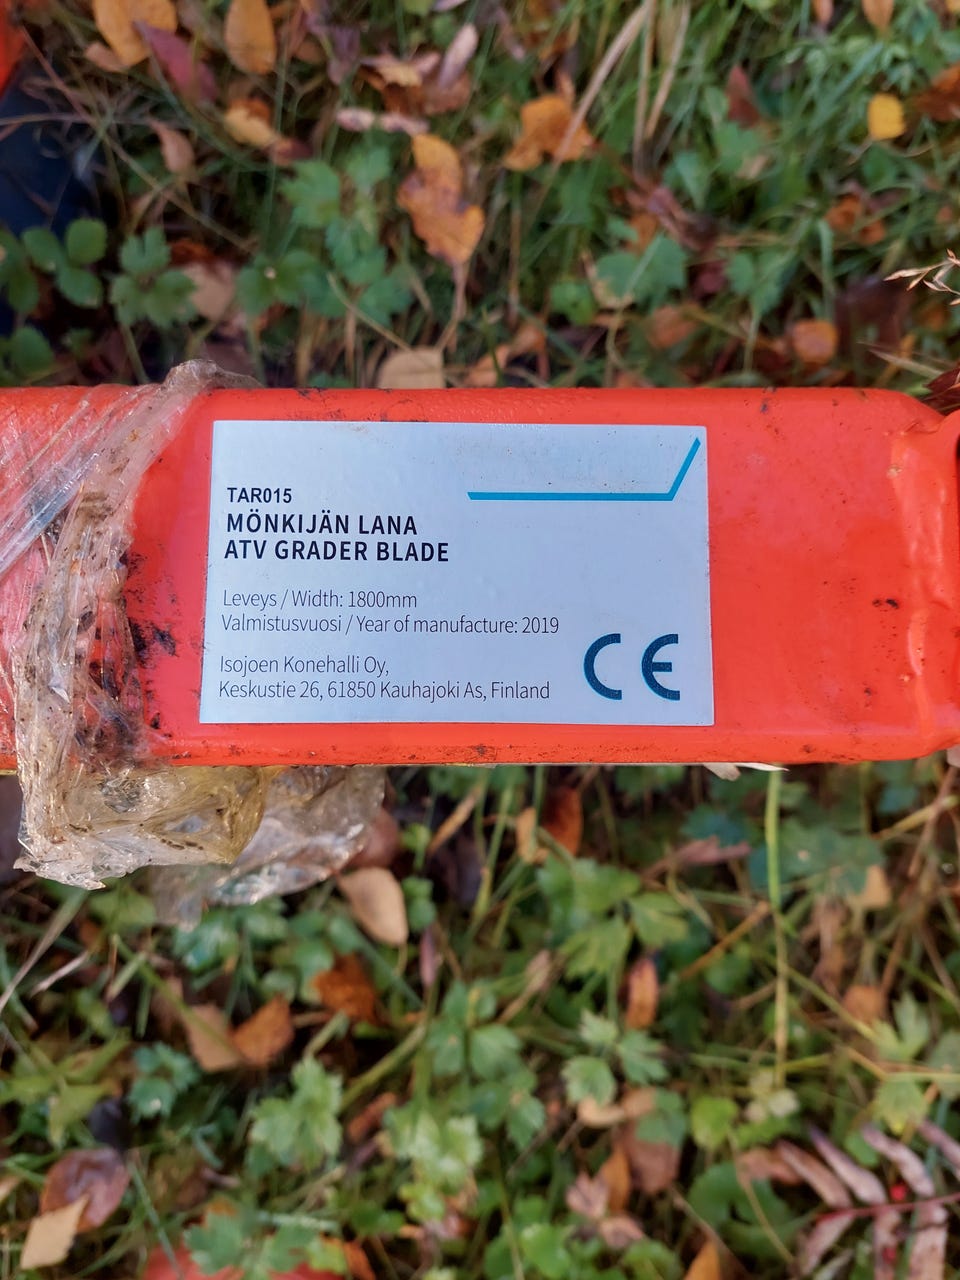 TAR015
MÖNKIJÄN LANA
ATV GRADER BLADE
Leveys / Width: 1800mm
Valmistusvuosi / Year of manufacture: 2019
Isojoen Konehalli Oy,
Keskustie 26, 61850 Kauhajoki As, Finland
CE